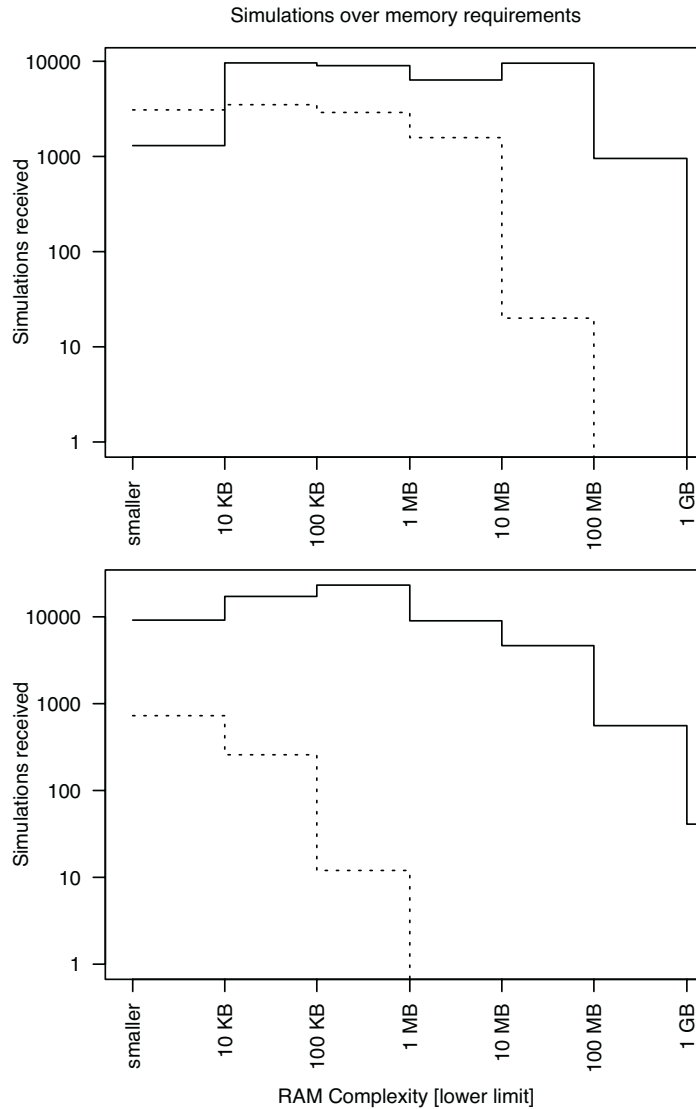 Simulations over memory requirements
10000
1000
100
10
1
Simulations received
smaller
10 KB
100 KB
1 MB
10 MB
100 MB
1 GB
10000
1000
100
10
1
Simulations received
smaller
10 KB
100 KB
1 MB
10 MB
100 MB
1 GB
RAM Complexity [lower limit]